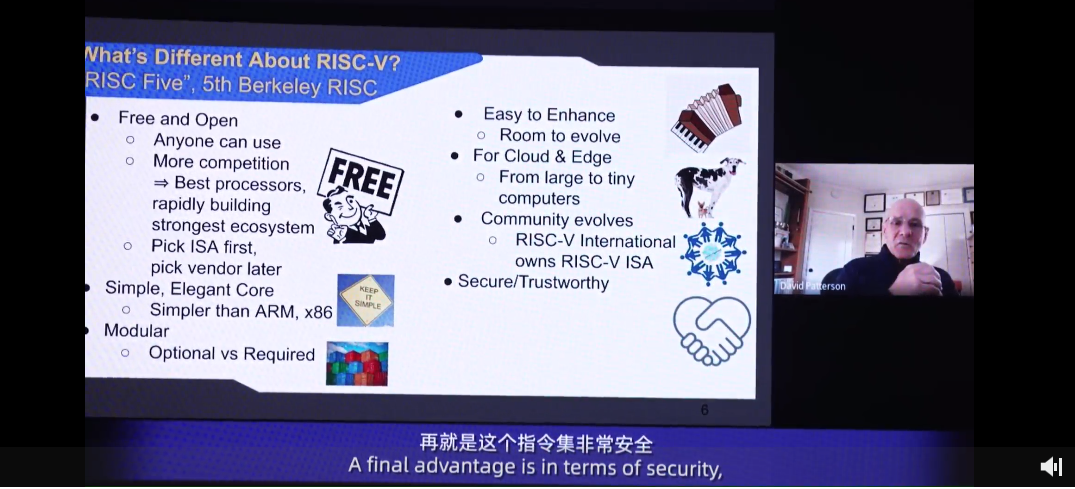 What's Different About RISC-V?
RISC Five", 5th Berkeley RISC
• Free and Open
○ Anyone can use
○ More competition
⇒ Best processors,
rapidly building
strongest ecosystem
○ Pick ISA first,
pick vendor later
• Simple, Elegant Core
○ Simpler than ARM, x86
• Modular
○ Optional vs Required
FREE
KEEP
IT
SIMPLE
• Easy to Enhance
○ Room to evolve
• For Cloud & Edge
○ From large to tiny
computers
• Community evolves
○ RISC-V International
owns RISC-V ISA
• Secure/Trustworthy
6
David Patterson
再就是这个指令集非常安全
A final advantage is in terms of security,